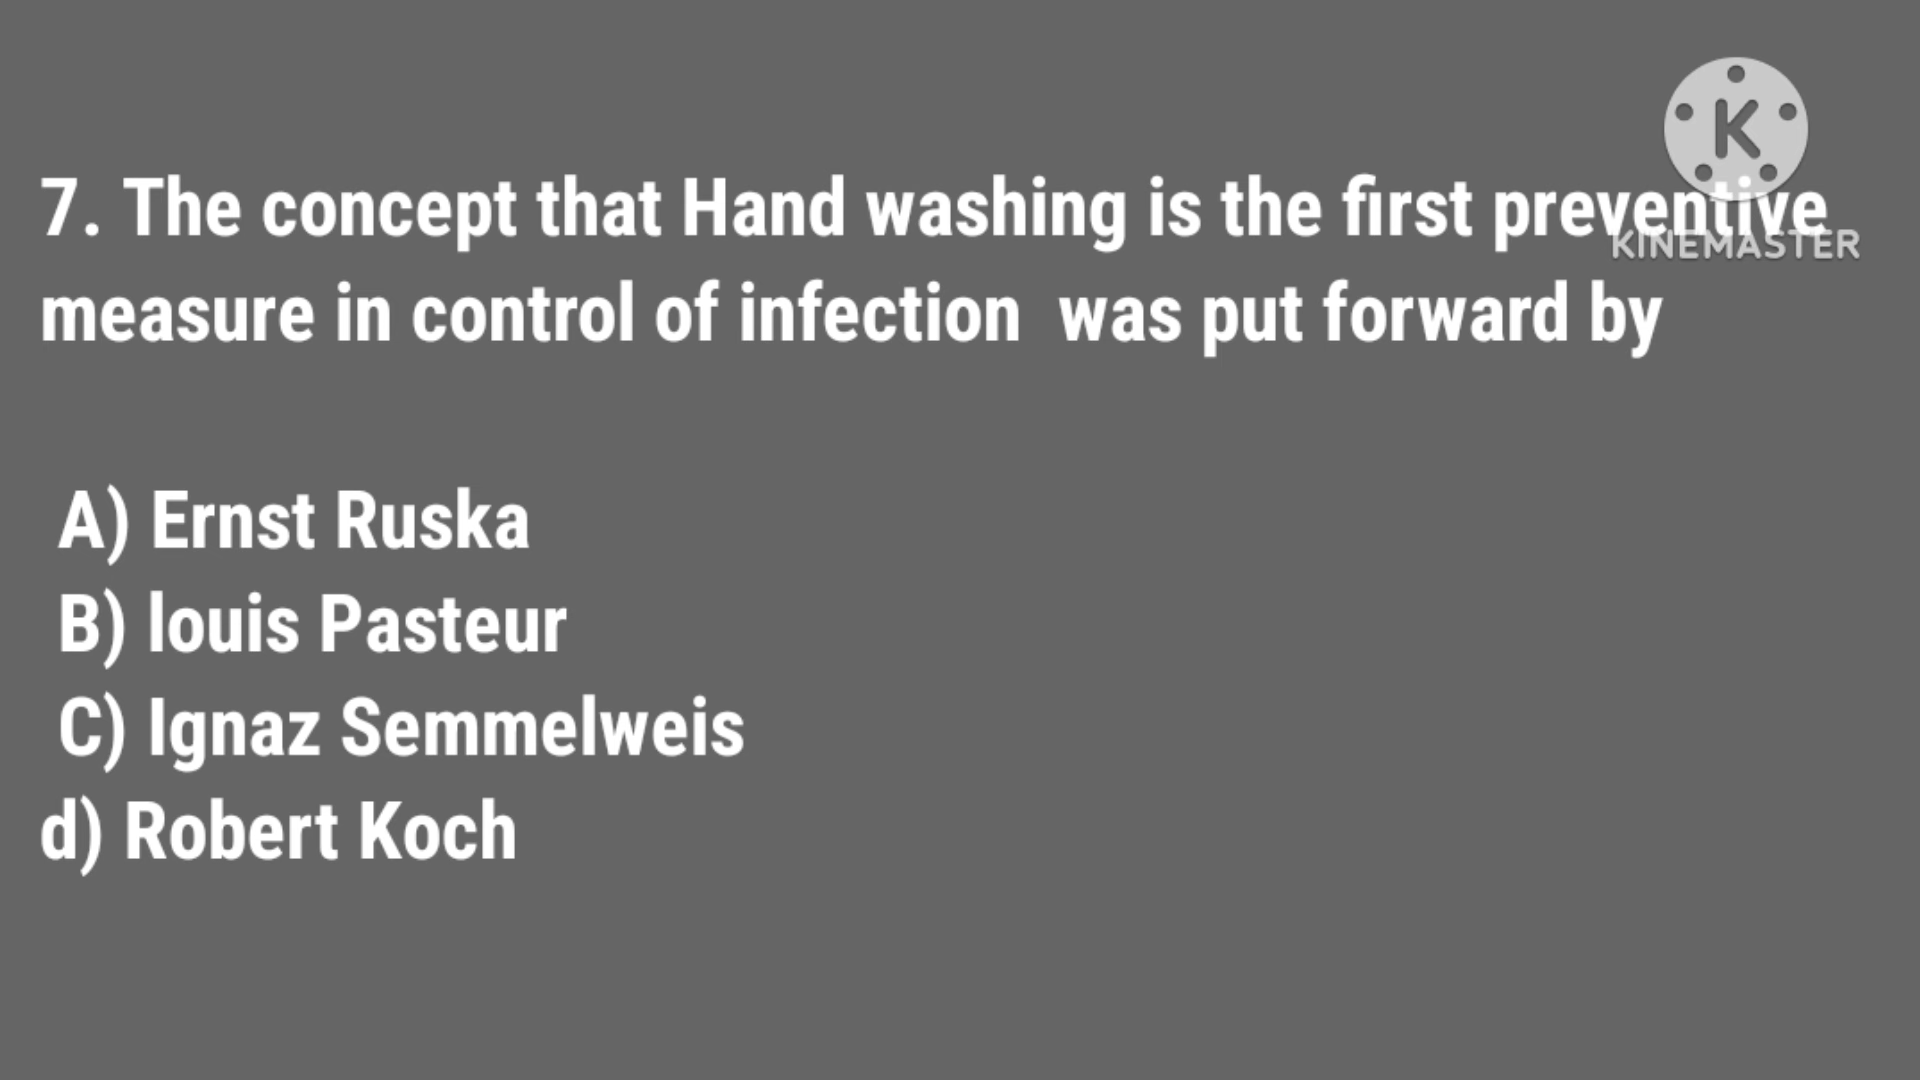 K
KINEMASTER
7. The concept that Hand washing is the first preventive
measure in control of infection  was put forward by
A) Ernst Ruska
B) louis Pasteur
C) Ignaz Semmelweis
d) Robert Koch